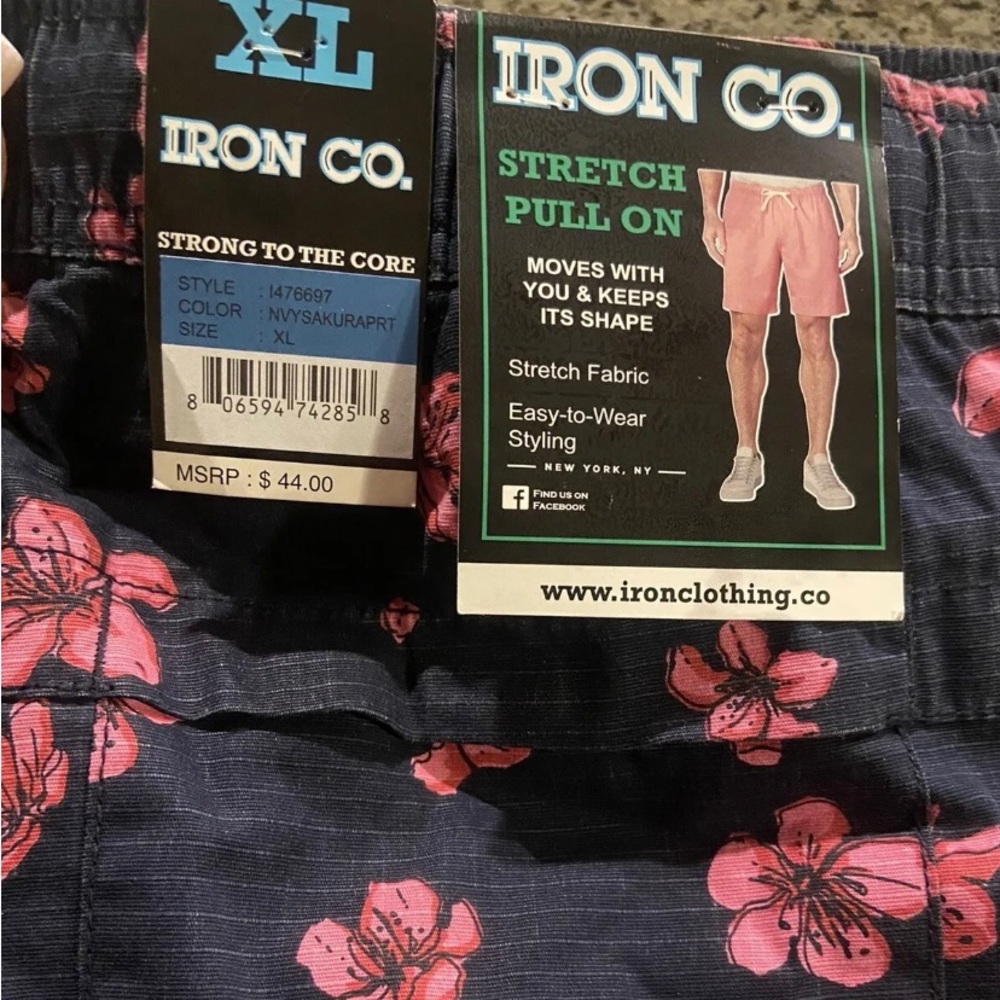 XL
IRON CO.
STRONG TO THE CORE
STYLE : I476697
COLOR : NVYSAKURAPRT
SIZE : XL
8 06594 74285 8
MSRP : $ 44.00
IRON CO.
STRETCH
PULL ON
MOVES WITH
YOU & KEEPS
ITS SHAPE
Stretch Fabric
Easy-to-Wear
Styling
NEW YORK, NY
f FIND US ON
FACEBOOK
www.ironclothing.co